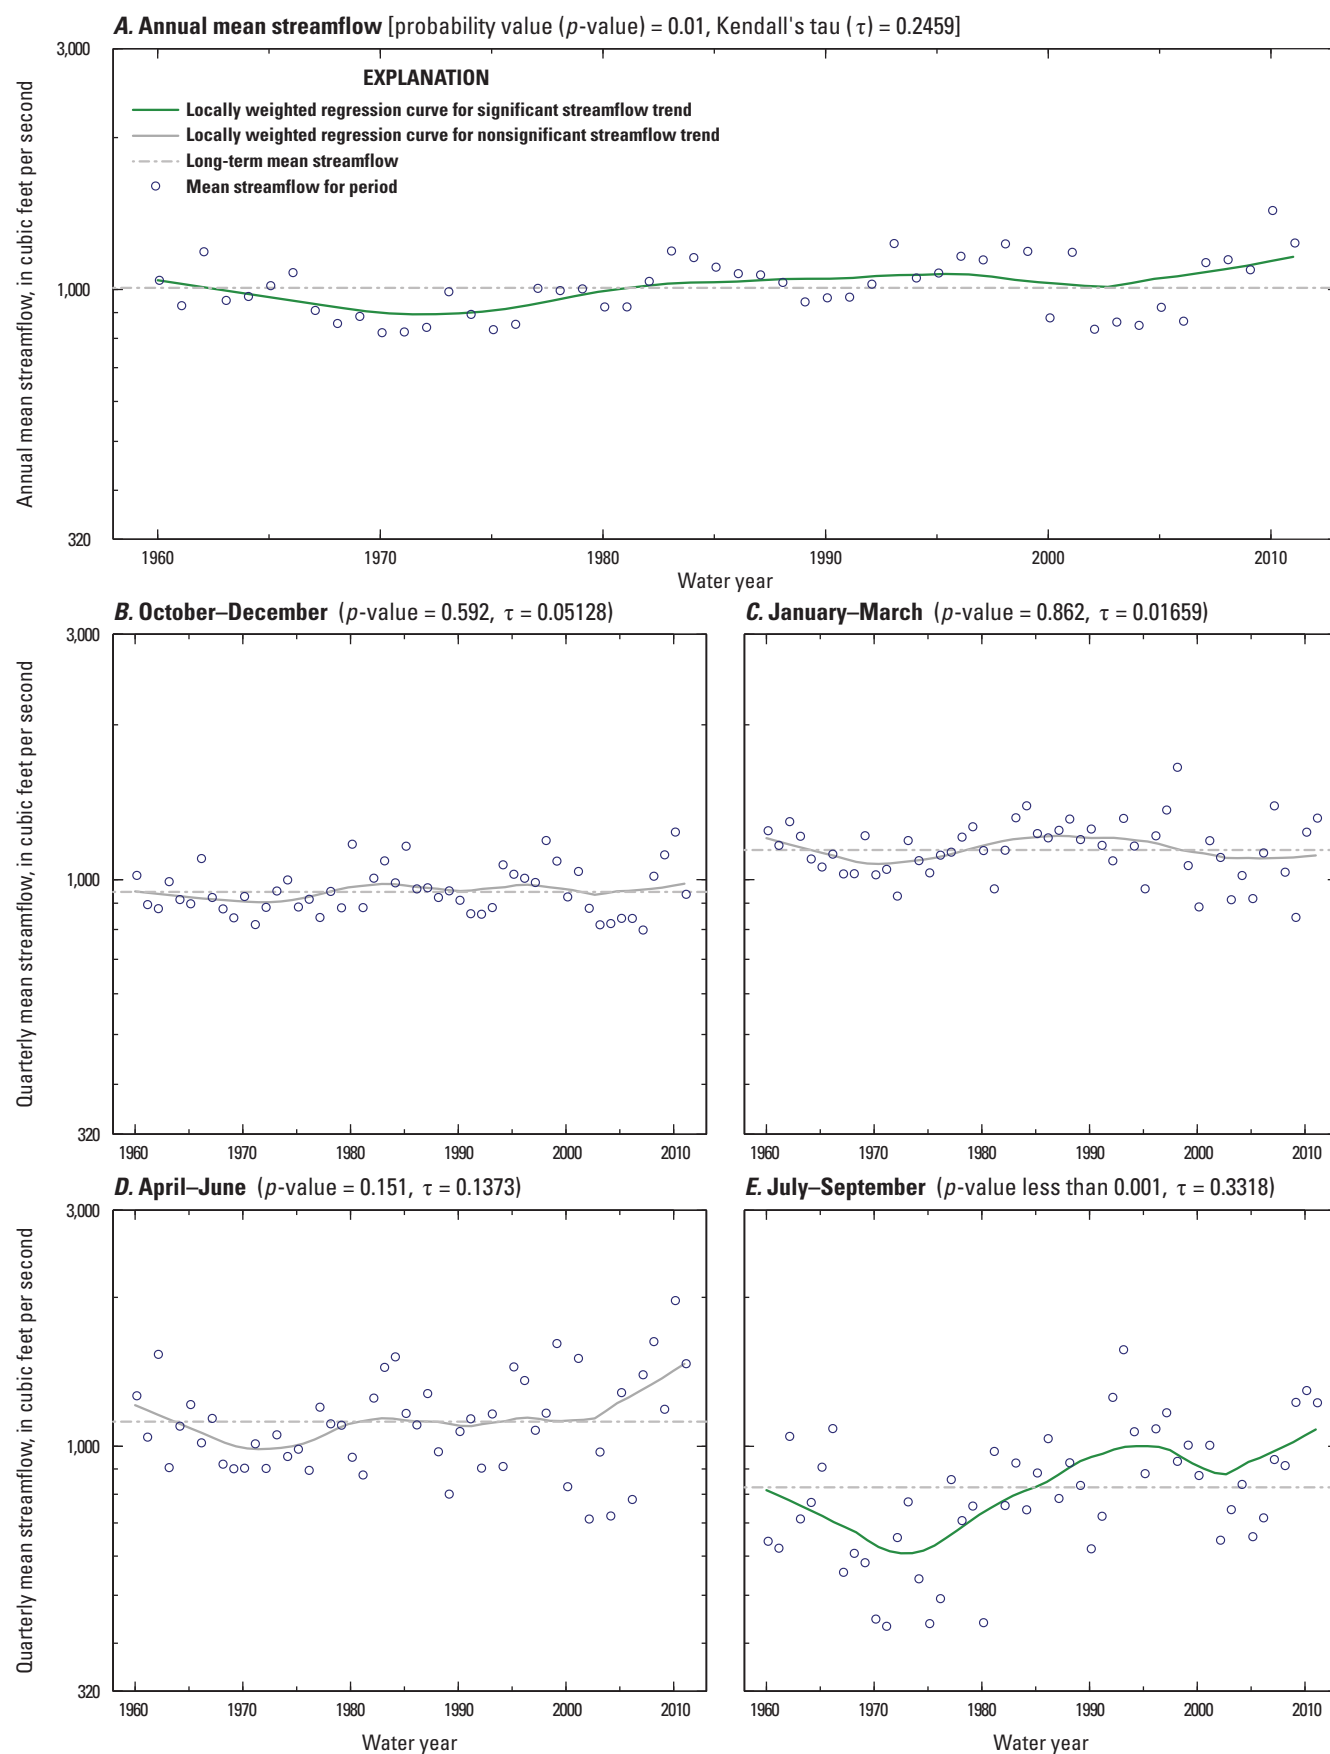 A. Annual mean streamflow [probability value (p-value) = 0.01, Kendall's tau (τ) = 0.2459]
3,000
1,000
320
Annual mean streamflow, in cubic feet per second
EXPLANATION
Locally weighted regression curve for significant streamflow trend
Locally weighted regression curve for nonsignificant streamflow trend
Long-term mean streamflow
Mean streamflow for period
1960 1970 1980 1990 2000 2010
Water year
B. October–December (p-value = 0.592, τ = 0.05128)
3,000
1,000
320
Quarterly mean streamflow, in cubic feet per second
1960 1970 1980 1990 2000 2010
C. January–March (p-value = 0.862, τ = 0.01659)
1960 1970 1980 1990 2000 2010
D. April–June (p-value = 0.151, τ = 0.1373)
3,000
1,000
320
Quarterly mean streamflow, in cubic feet per second
1960 1970 1980 1990 2000 2010
Water year
E. July–September (p-value less than 0.001, τ = 0.3318)
1960 1970 1980 1990 2000 2010
Water year